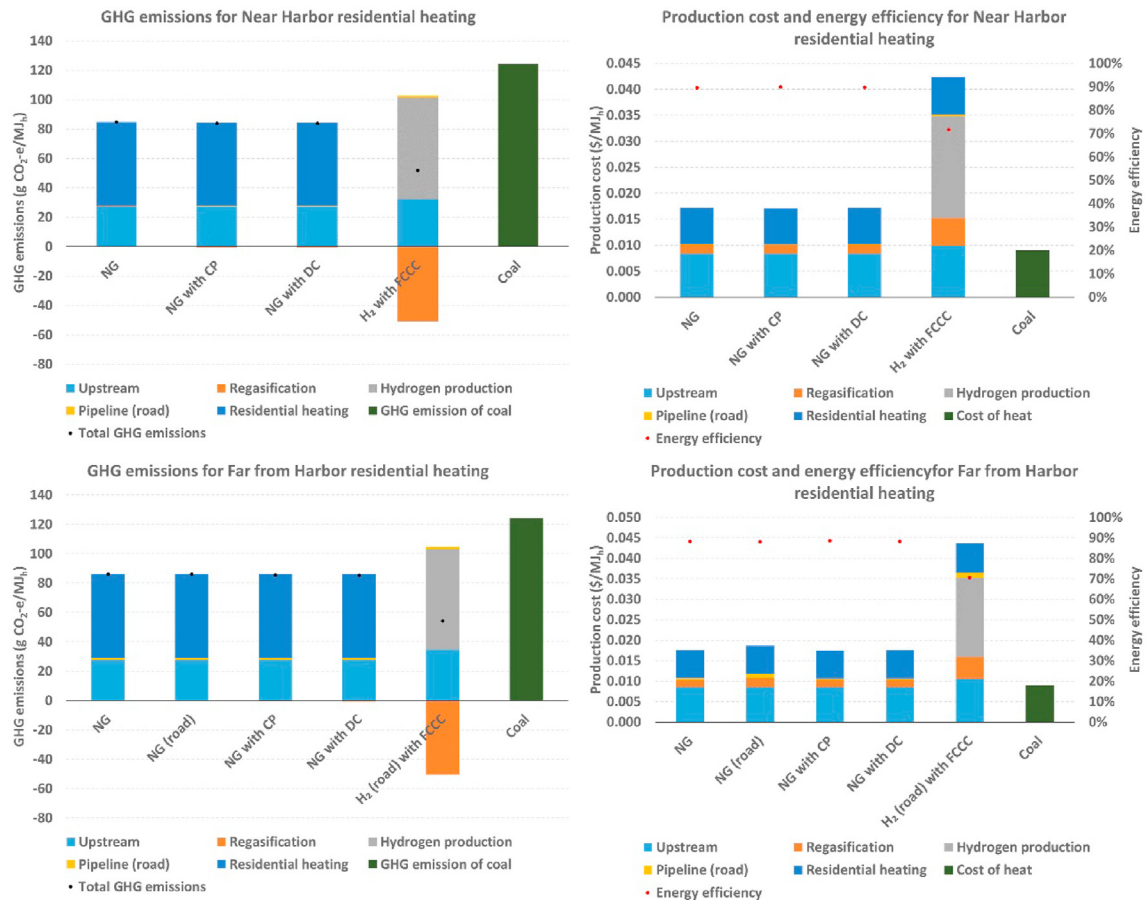 GHG emissions for Near Harbor residential heating
140
120
100
80
60
40
20
0
-20
-40
-60
-80
GHG emissions (g CO₂-e/MJₕ)
NG
NG with CP
NG with DC
H₂ with FCCC
Coal
Upstream
Regasification
Hydrogen production
Pipeline (road)
Residential heating
GHG emission of coal
Total GHG emissions
Production cost and energy efficiency for Near Harbor
residential heating
0.045
0.040
0.035
0.030
0.025
0.020
0.015
0.010
0.005
0.000
Production cost ($/MJₕ)
100%
90%
80%
70%
60%
50%
40%
30%
20%
10%
0%
Energy efficiency
NG
NG with CP
NG with DC
H₂ with FCCC
Coal
Upstream
Regasification
Hydrogen production
Pipeline (road)
Residential heating
Cost of heat
Energy efficiency
GHG emissions for Far from Harbor residential heating
140
120
100
80
60
40
20
0
-20
-40
-60
-80
GHG emissions (g CO₂-e/MJₕ)
NG
NG (road)
NG with CP
NG with DC
H₂ (road) with FCCC
Coal
Upstream
Regasification
Hydrogen production
Pipeline (road)
Residential heating
GHG emission of coal
Total GHG emissions
Production cost and energy efficiencyfor Far from Harbor
residential heating
0.050
0.045
0.040
0.035
0.030
0.025
0.020
0.015
0.010
0.005
0.000
Production cost ($/MJₕ)
100%
90%
80%
70%
60%
50%
40%
30%
20%
10%
0%
Energy efficiency
NG
NG (road)
NG with CP
NG with DC
H₂ (road) with FCCC
Coal
Upstream
Regasification
Hydrogen production
Pipeline (road)
Residential heating
Cost of heat
Energy efficiency